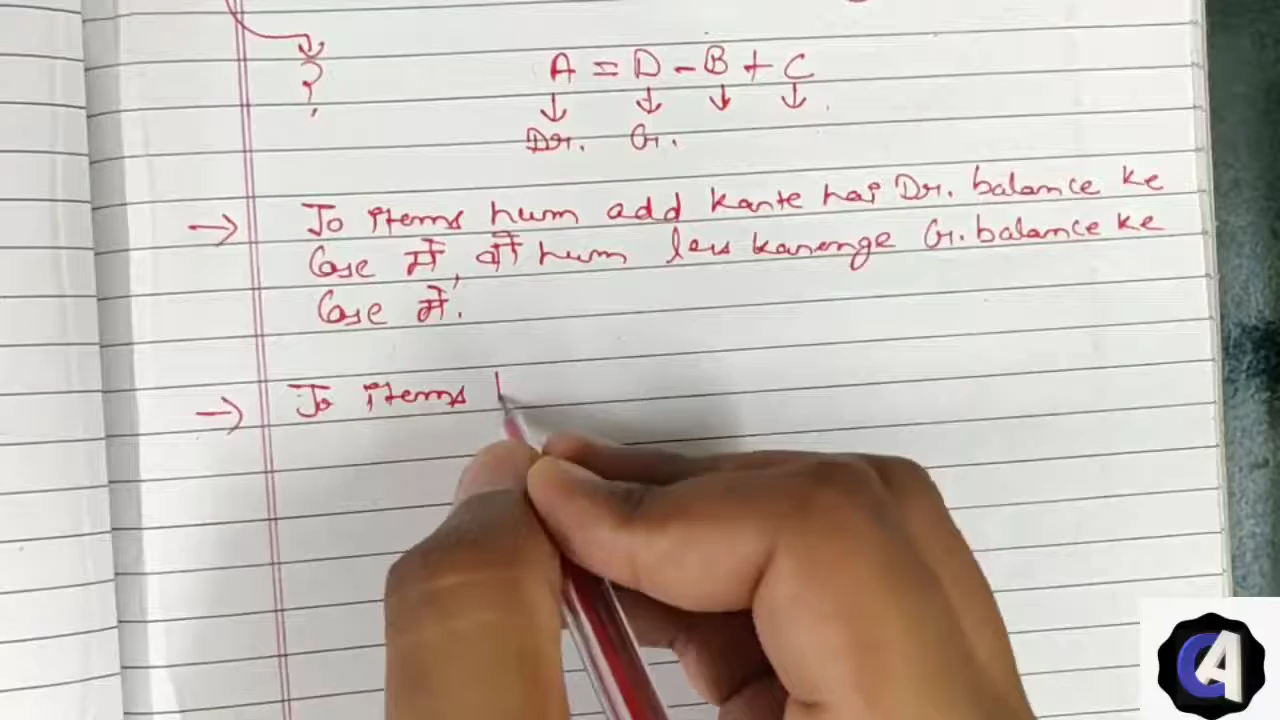 ?
A = D - B + C
Dr. Cr.
→ Jo items hum add karte hai Dr. balance ke
Case में, वो hum less karenge Cr. balance ke
Case में.
→ Jo items
CA